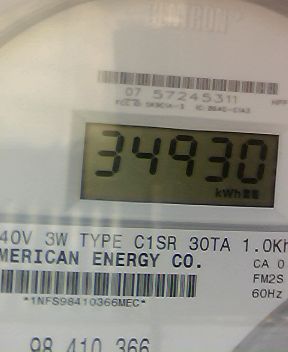 07 57245311
34930
kWh
40V 3W TYPE C1SR 30TA 1.0Kh
MERICAN ENERGY CO.
CA 0
FM2S
60Hz
*1NFS98410366MEC*
98 410 366